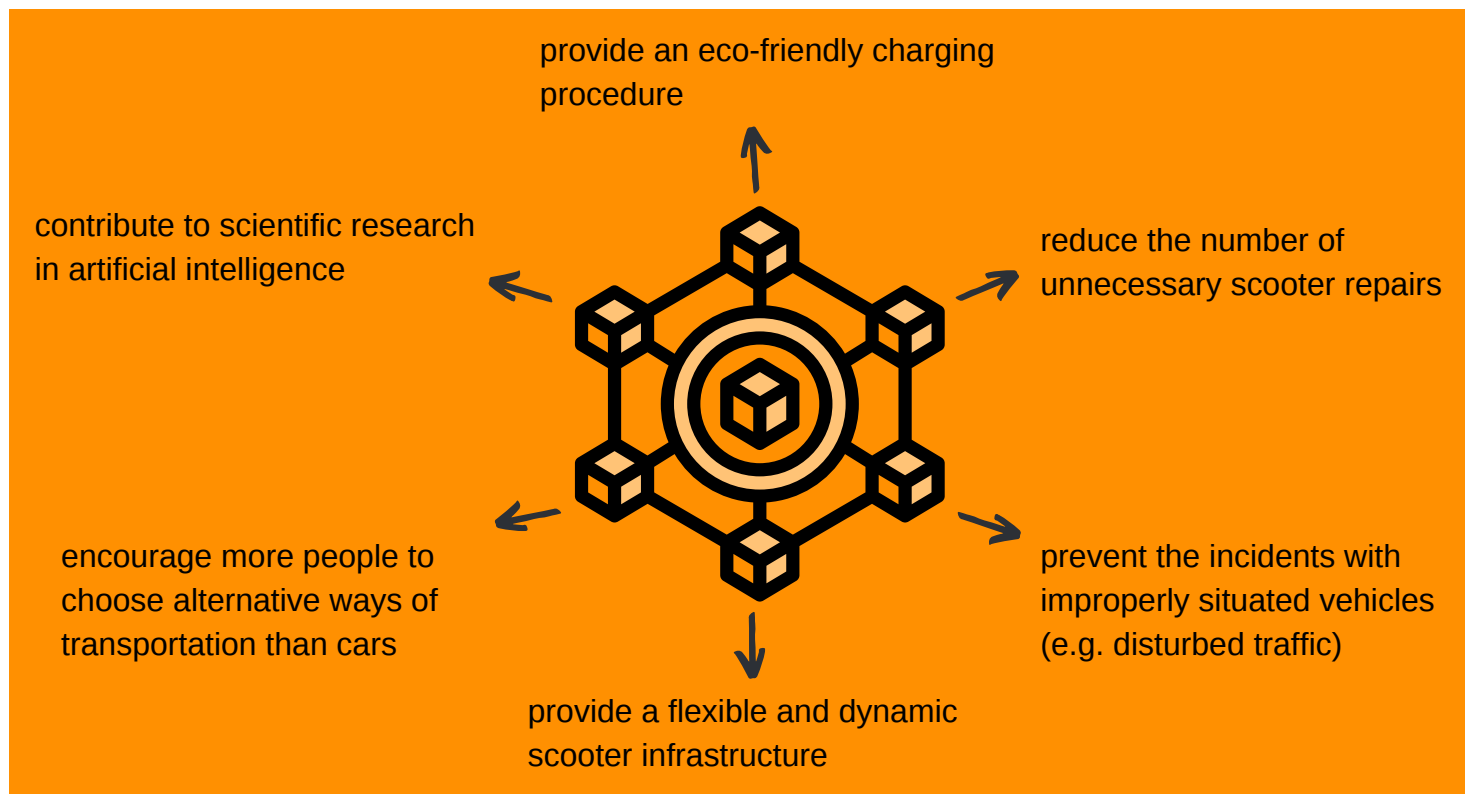 provide an eco-friendly charging
procedure
contribute to scientific research
in artificial intelligence
reduce the number of
unnecessary scooter repairs
encourage more people to
choose alternative ways of
transportation than cars
prevent the incidents with
improperly situated vehicles
(e.g. disturbed traffic)
provide a flexible and dynamic
scooter infrastructure